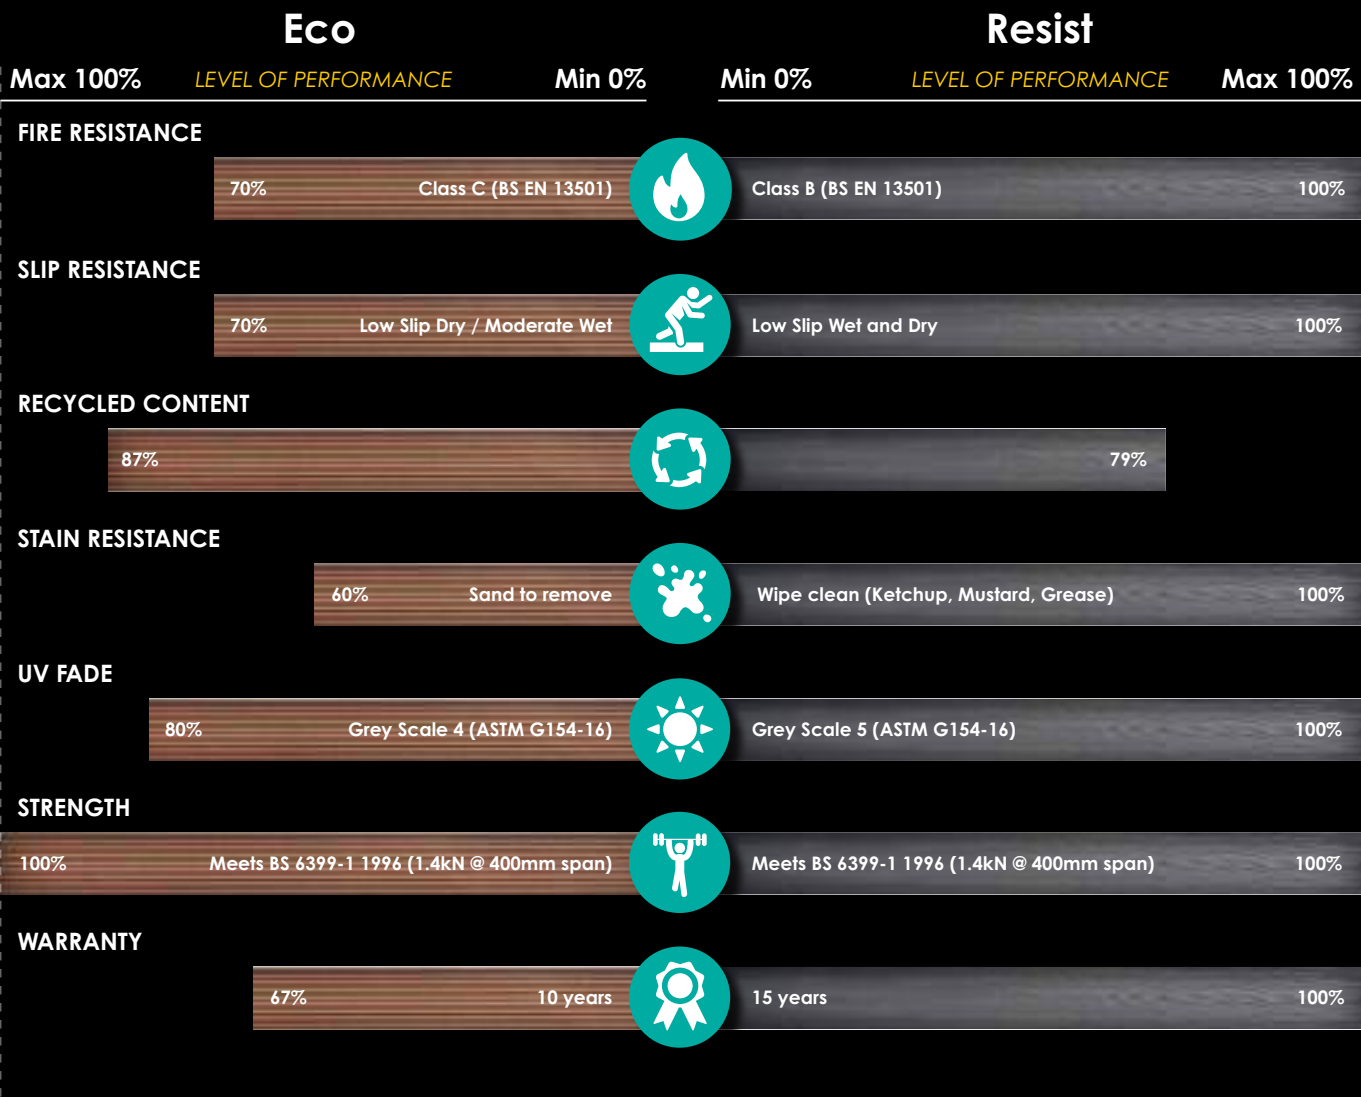 Eco
Resist
Max 100%
LEVEL OF PERFORMANCE
Min 0%
Min 0%
LEVEL OF PERFORMANCE
Max 100%
FIRE RESISTANCE
70%
Class C (BS EN 13501)
Class B (BS EN 13501)
100%
SLIP RESISTANCE
70%
Low Slip Dry / Moderate Wet
Low Slip Wet and Dry
100%
RECYCLED CONTENT
87%
79%
STAIN RESISTANCE
60%
Sand to remove
Wipe clean (Ketchup, Mustard, Grease)
100%
UV FADE
80%
Grey Scale 4 (ASTM G154-16)
Grey Scale 5 (ASTM G154-16)
100%
STRENGTH
100%
Meets BS 6399-1 1996 (1.4kN @ 400mm span)
Meets BS 6399-1 1996 (1.4kN @ 400mm span)
100%
WARRANTY
67%
10 years
15 years
100%